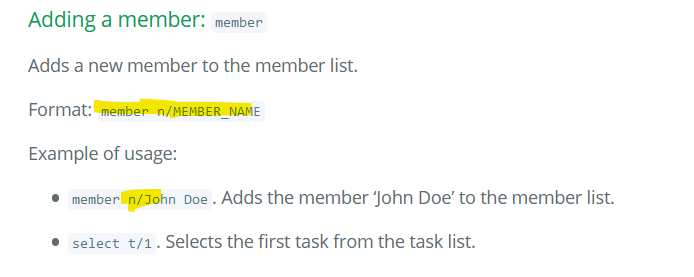 Adding a member: member
Adds a new member to the member list.
Format: member n/MEMBER_NAME
Example of usage:
member n/John Doe. Adds the member ‘John Doe’ to the member list.
select t/1. Selects the first task from the task list.